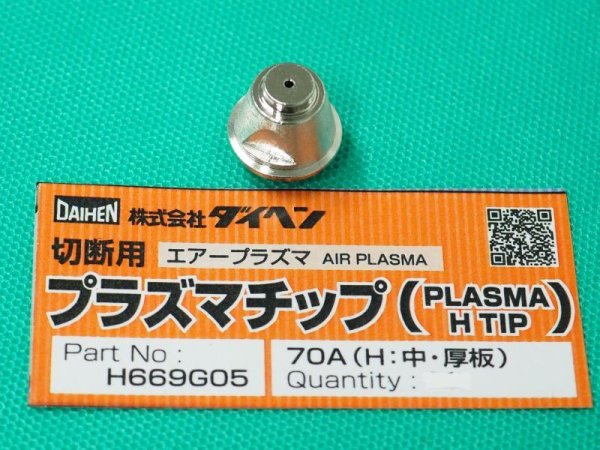 DAIHEN 株式会社ダイヘン
切断用 エアープラズマ AIR PLASMA
プラズマチップ(PLASMA H TIP)
Part No : H669G05
70A(H:中・厚板)
Quantity :